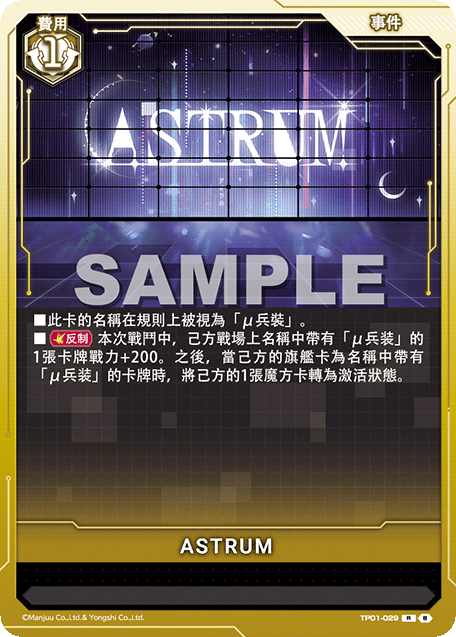 費用
事件
1
ASTRUM
SAMPLE
■此卡的名稱在規則上被視為「μ兵裝」。
■反制 本次戰鬥中，己方戰場上名稱中帶有「μ兵装」的
1張卡牌戰力+200。之後，當己方的旗艦卡為名稱中帶有
「μ兵装」的卡牌時，將己方的1張魔方卡轉為激活狀態。
ASTRUM
©Manjuu Co.,Ltd.& Yongshi Co.,Ltd.
TP01-029 R B